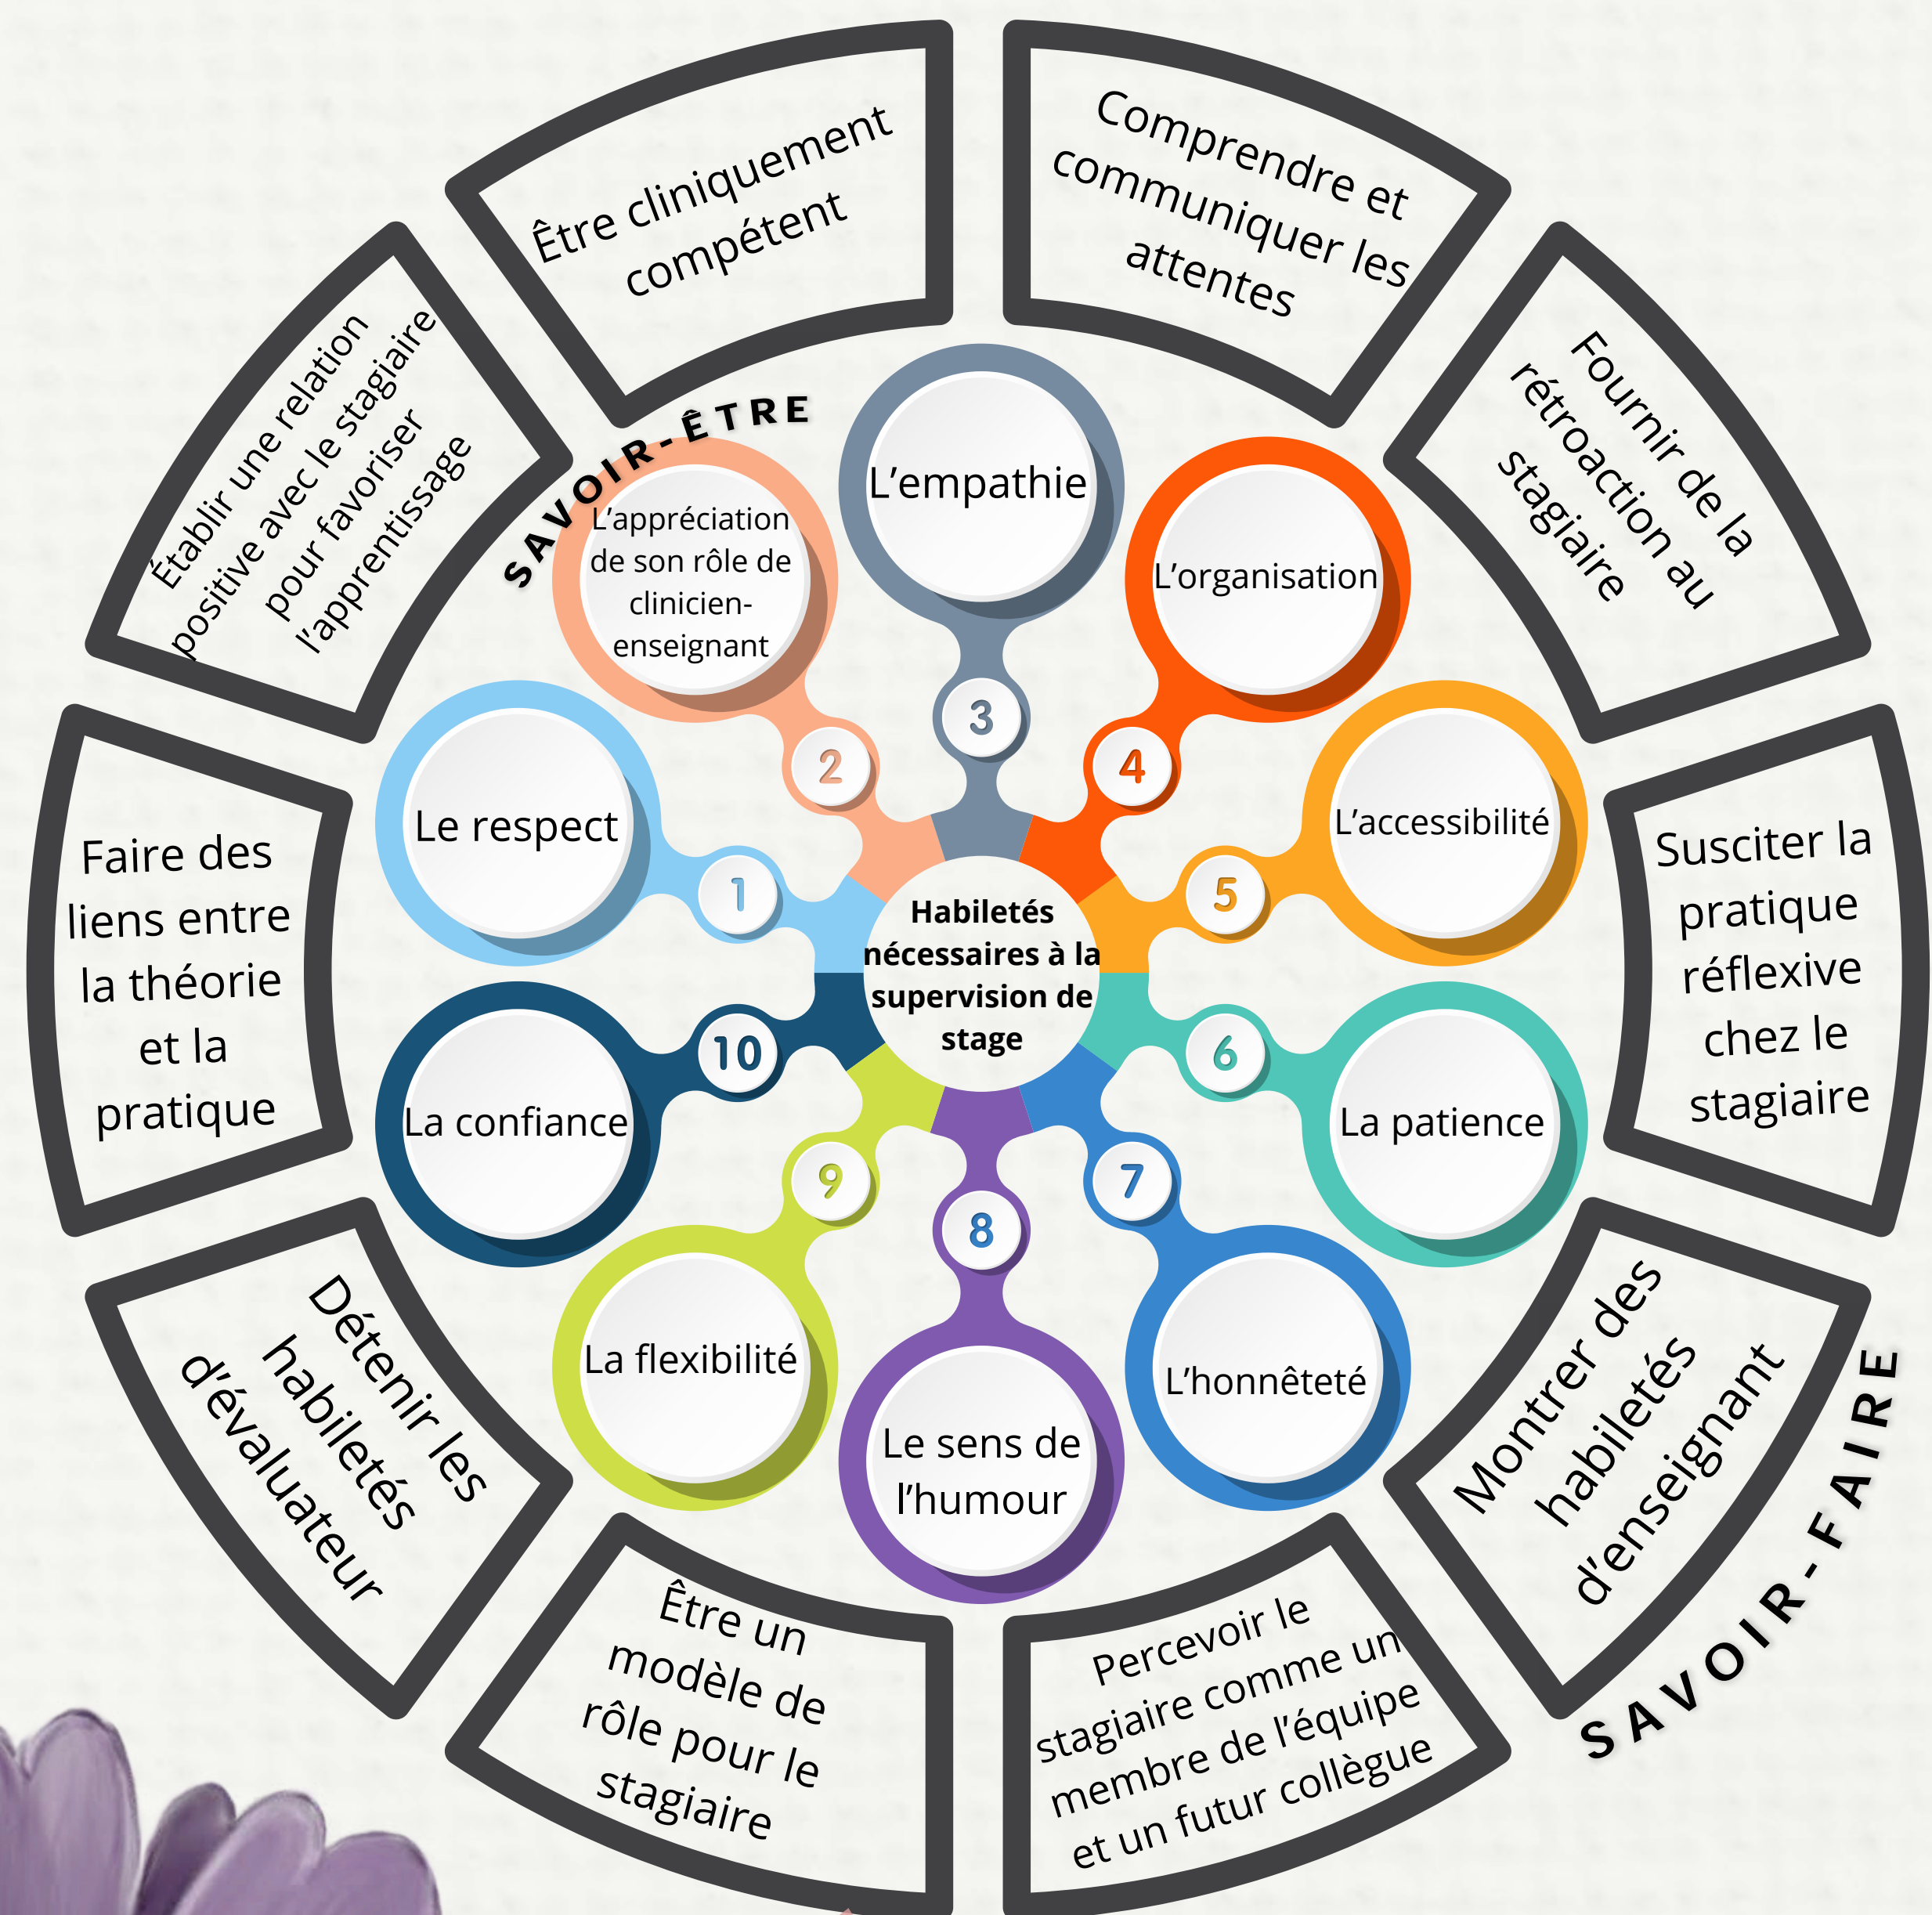 Habiletés
nécessaires à la
supervision de
stage
SAVOIR-ÊTRE
1
Le respect
2
L'appréciation
de son rôle de
clinicien-
enseignant
3
L'empathie
4
L'organisation
5
L'accessibilité
6
La patience
7
L'honnêteté
8
Le sens de
l'humour
9
La flexibilité
10
La confiance
SAVOIR-FAIRE
Être cliniquement
compétent
Comprendre et
communiquer les
attentes
Fournir de la
rétroaction au
stagiaire
Susciter la
pratique
réflexive
chez le
stagiaire
Montrer des
habiletés
d'enseignant
Percevoir le
stagiaire comme un
membre de l'équipe
et un futur collègue
Être un
modèle de
rôle pour le
stagiaire
Détenir les
habiletés
d'évaluateur
Faire des
liens entre
la théorie
et la
pratique
Établir une relation
positive avec le stagiaire
pour favoriser
l'apprentissage